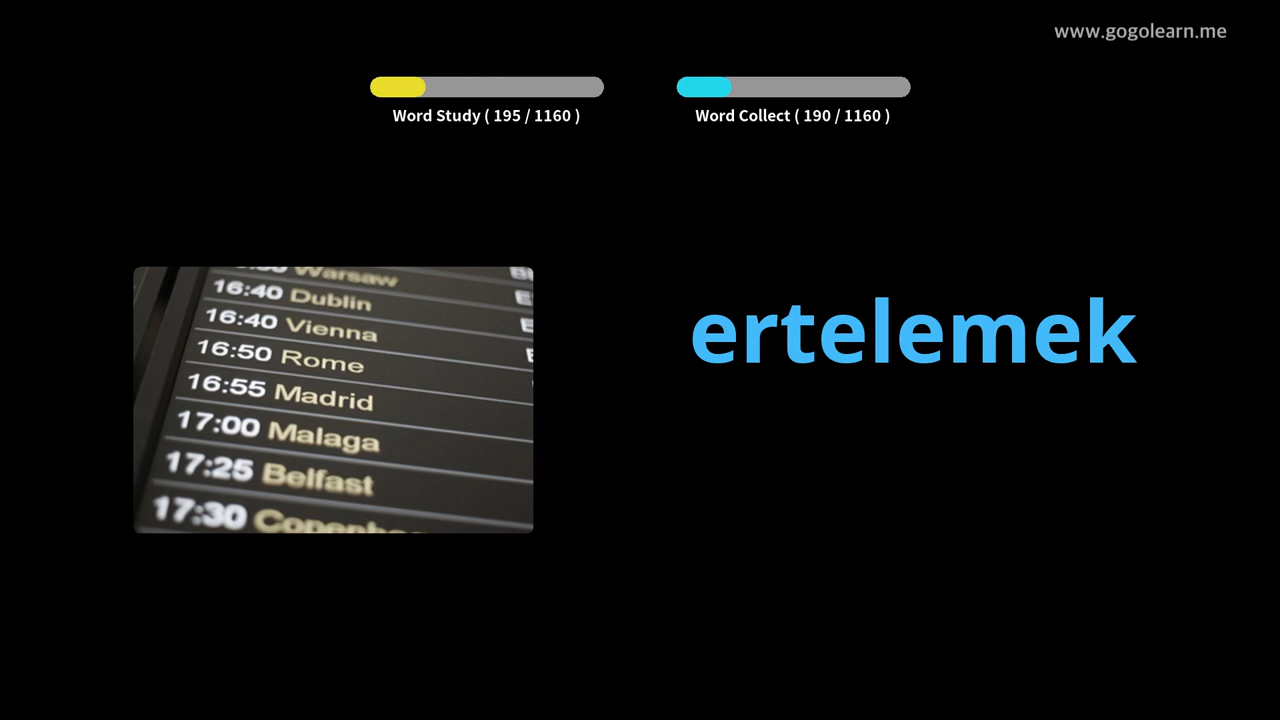 www.gogolearn.me
Word Study ( 195 / 1160 )
Word Collect ( 190 / 1160 )
Warsaw
16:40 Dublin
16:40 Vienna
16:50 Rome
16:55 Madrid
17:00 Malaga
17:25 Belfast
17:30
ertelemek